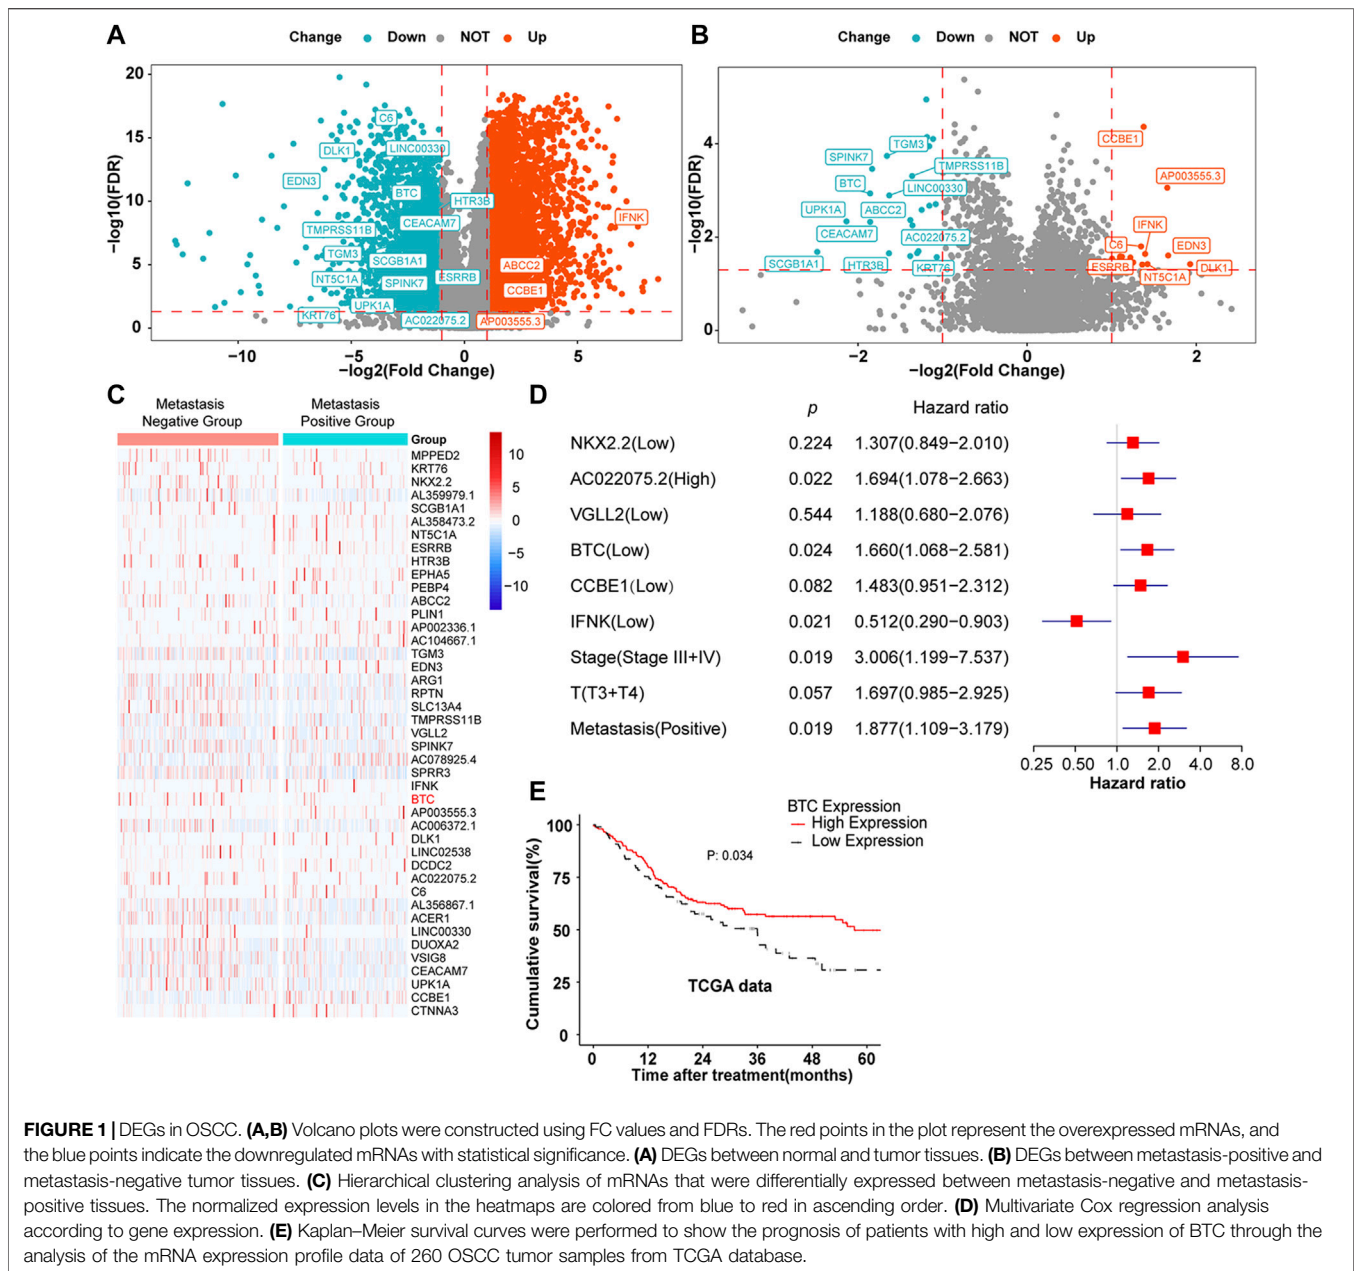 A
Change Down NOT Up
20
15
10
5
0
−log10(FDR)
C6
DLK1
LINC00330
EDN3
BTC
HTR3B
IFNK
CEACAM7
TMPRSS11B
TGM3
SCGB1A1
ABCC2
NT5C1A
SPINK7
ESRRB
CCBE1
UPK1A
KRT76
AC022075.2
AP003555.3
−10 −5 0 5
−log2(Fold Change)
B
Change Down NOT Up
4
2
0
−log10(FDR)
CCBE1
TGM3
SPINK7
TMPRSS11B
AP003555.3
BTC
LINC00330
UPK1A
ABCC2
IFNK
CEACAM7
AC022075.2
C6
EDN3
SCGB1A1
HTR3B
KRT76
ESRRB
DLK1
NT5C1A
−2 0 2
−log2(Fold Change)
C
Metastasis
Negative Group
Metastasis
Positive Group
Group
MPPED2
KRT76
NKX2.2
AL359979.1
SCGB1A1
AL358473.2
NT5C1A
ESRRB
HTR3B
EPHA5
PEBP4
ABCC2
PLIN1
AP002336.1
AC104667.1
TGM3
EDN3
ARG1
RPTN
SLC13A4
TMPRSS11B
VGLL2
SPINK7
AC078925.4
SPRR3
IFNK
BTC
AP003555.3
AC006372.1
DLK1
LINC02538
DCDC2
AC022075.2
C6
AL356867.1
ACER1
LINC00330
DUOXA2
VSIG8
CEACAM7
UPK1A
CCBE1
CTNNA3
10
5
0
−5
−10
D
p Hazard ratio
NKX2.2(Low) 0.224 1.307(0.849−2.010)
AC022075.2(High) 0.022 1.694(1.078−2.663)
VGLL2(Low) 0.544 1.188(0.680−2.076)
BTC(Low) 0.024 1.660(1.068−2.581)
CCBE1(Low) 0.082 1.483(0.951−2.312)
IFNK(Low) 0.021 0.512(0.290−0.903)
Stage(Stage III+IV) 0.019 3.006(1.199−7.537)
T(T3+T4) 0.057 1.697(0.985−2.925)
Metastasis(Positive) 0.019 1.877(1.109−3.179)
0.25 0.50 1.0 2.0 4.0 8.0
Hazard ratio
E
BTC Expression
High Expression
Low Expression
P: 0.034
100
75
50
25
0
Cumulative survival(%)
TCGA data
0 12 24 36 48 60
Time after treatment(months)
FIGURE 1 | DEGs in OSCC. (A,B) Volcano plots were constructed using FC values and FDRs. The red points in the plot represent the overexpressed mRNAs, and
the blue points indicate the downregulated mRNAs with statistical significance. (A) DEGs between normal and tumor tissues. (B) DEGs between metastasis-positive and
metastasis-negative tumor tissues. (C) Hierarchical clustering analysis of mRNAs that were differentially expressed between metastasis-negative and metastasis-
positive tissues. The normalized expression levels in the heatmaps are colored from blue to red in ascending order. (D) Multivariate Cox regression analysis
according to gene expression. (E) Kaplan–Meier survival curves were performed to show the prognosis of patients with high and low expression of BTC through the
analysis of the mRNA expression profile data of 260 OSCC tumor samples from TCGA database.